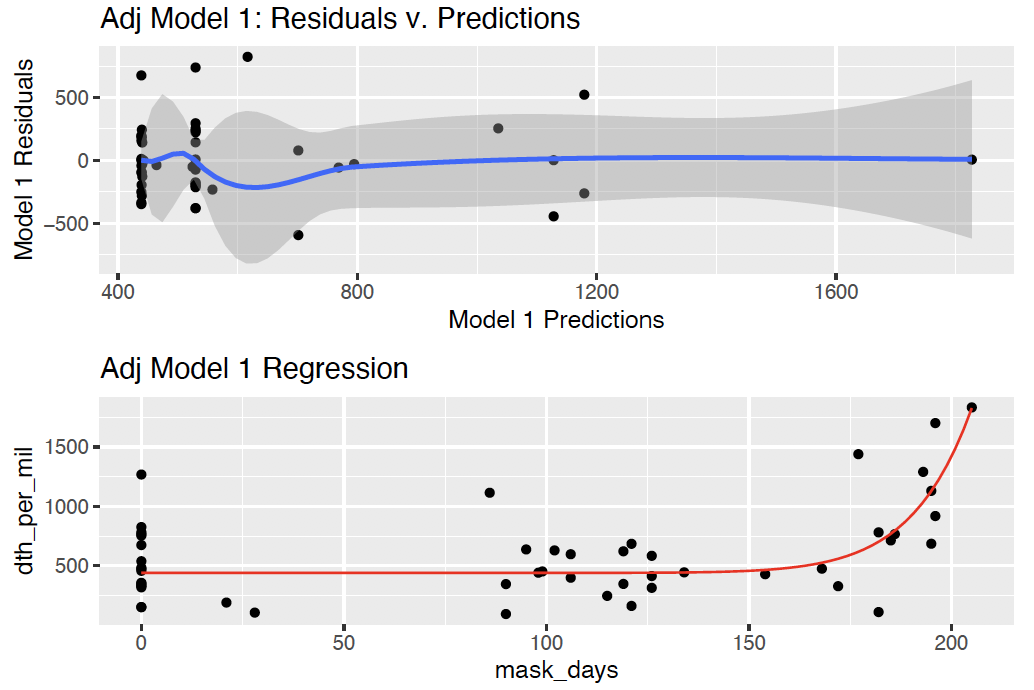 Adj Model 1: Residuals v. Predictions
Model 1 Residuals
500
0
−500
400 800 1200 1600
Model 1 Predictions
Adj Model 1 Regression
dth_per_mil
1500
1000
500
0 50 100 150 200
mask_days